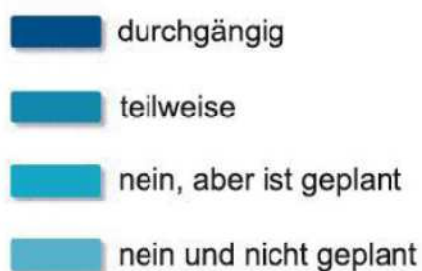 durchgängig
teilweise
nein, aber ist geplant
nein und nicht geplant